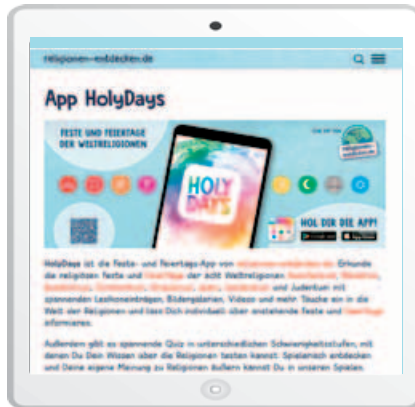 religionen-entdecken.de
App HolyDays
FESTE UND FEIERTAGE
DER WELTRELIGIONEN
HOLY
DAYS
religionen-
entdecken.de
HOL DIR DIE APP!
HolyDays ist die Feste- und Feiertags-App von religionen-entdecken.de. Erkunde
die religiösen Feste und Feiertage der acht Weltreligionen
und Judentum mit
spannenden Lexikoneinträgen, Bildergalerien, Videos und mehr. Tauche ein in die
Welt der Religionen und lass Dich individuell über anstehende Feste und Feiertage
informieren.
Außerdem gibt es spannende Quiz in unterschiedlichen Schwierigkeitsstufen, mit
denen Du Dein Wissen über die Religionen testen kannst. Spielerisch entdecken
und Deine eigene Meinung zu Religionen äußern kannst Du in unseren Spielen.